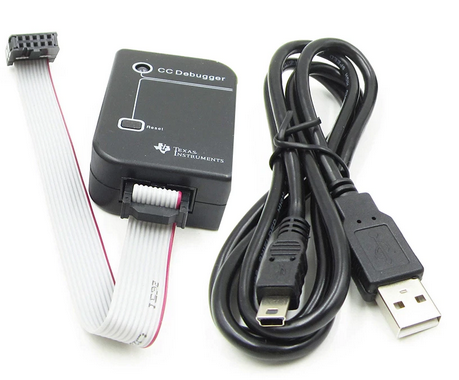 CC Debugger
Reset
TEXAS
INSTRUMENTS